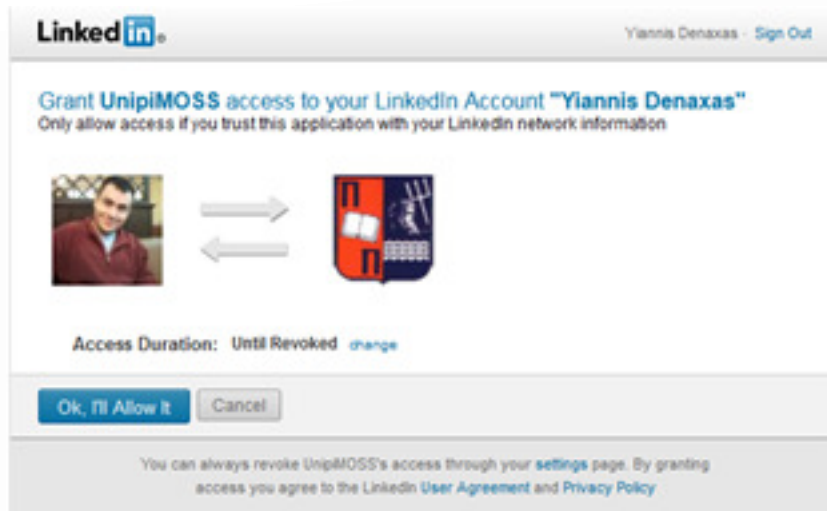 Linked in®
Yiannis Denaxas - Sign Out
Grant UnipiMOSS access to your LinkedIn Account "Yiannis Denaxas"
Only allow access if you trust this application with your LinkedIn network information
Π
Π
Access Duration: Until Revoked change
Ok, I'll Allow It Cancel
You can always revoke UnipiMOSS's access through your settings page. By granting
access you agree to the LinkedIn User Agreement and Privacy Policy